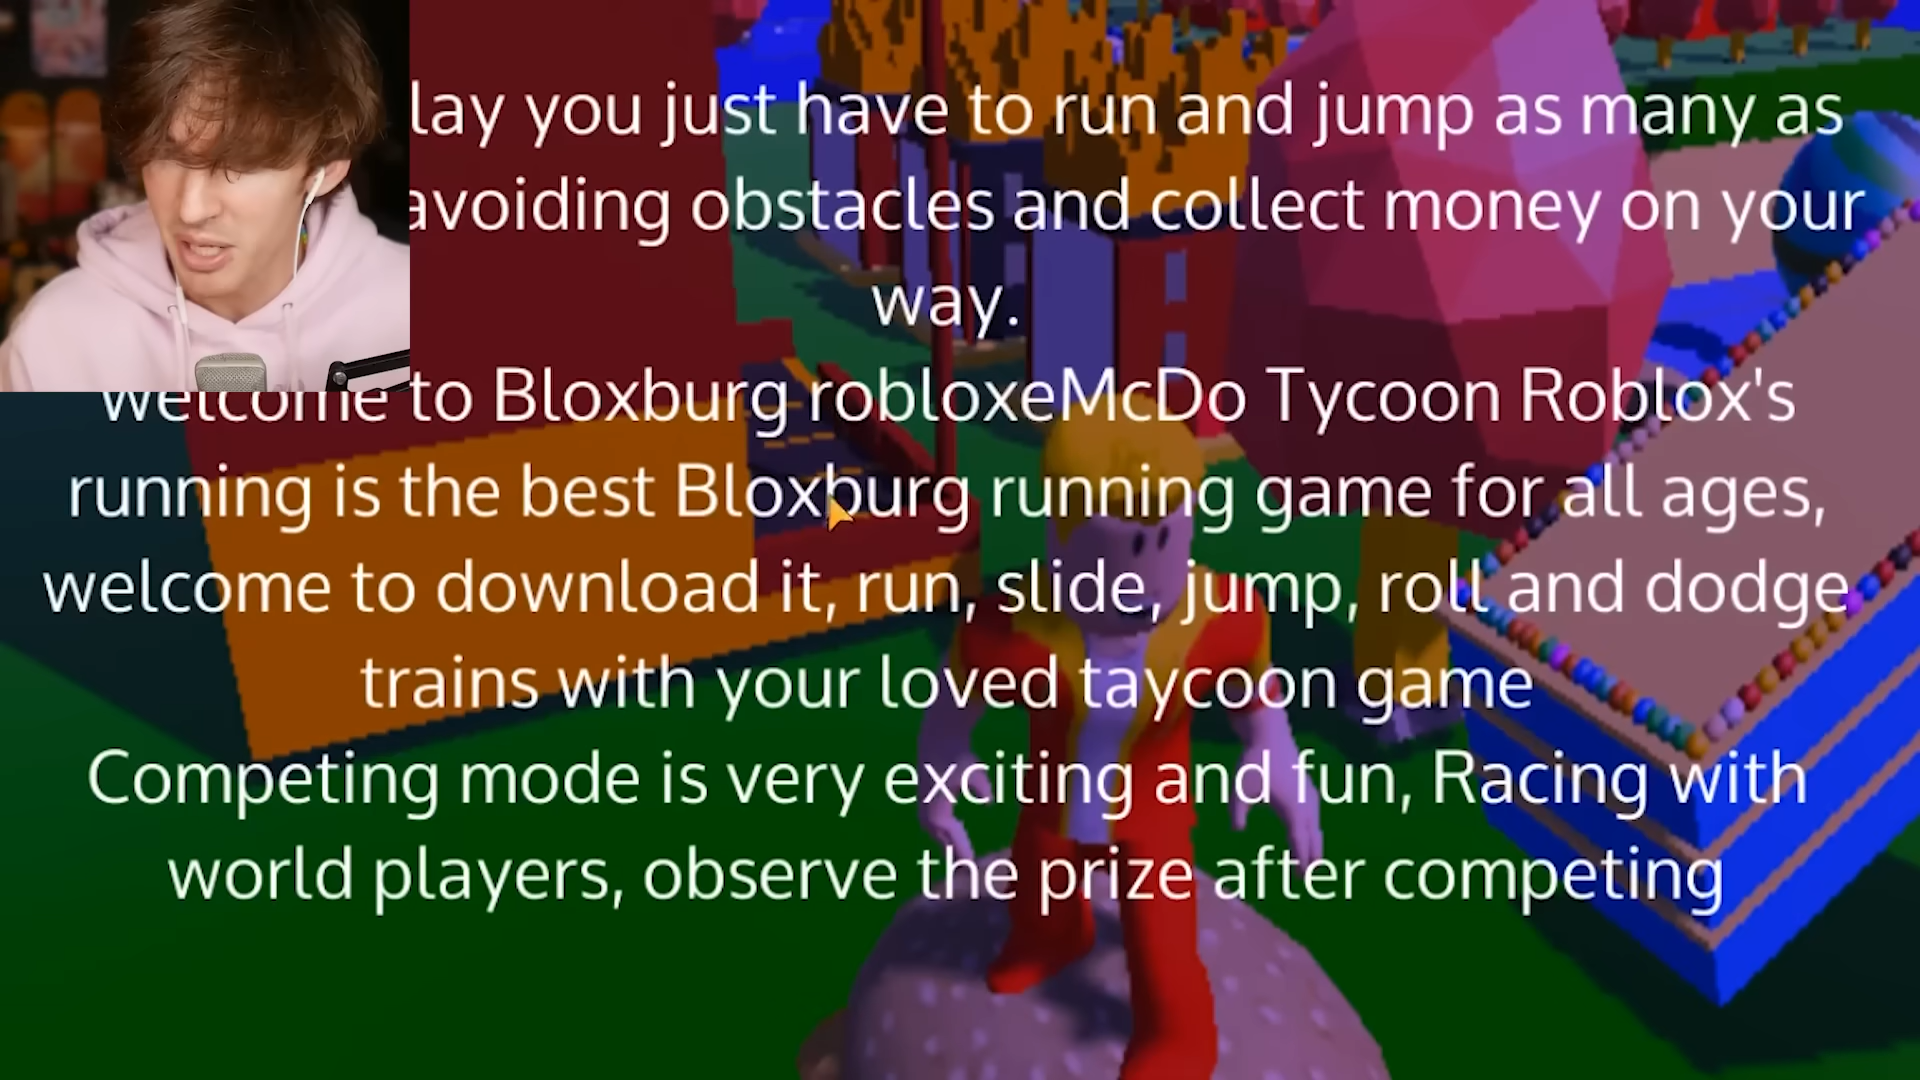 you just have to run and jump as many as
avoiding obstacles and collect money on your
way.
welcome to Bloxburg robloxeMcDo Tycoon Roblox's
running is the best Bloxburg running game for all ages,
welcome to download it, run, slide, jump, roll and dodge
trains with your loved taycoon game
Competing mode is very exciting and fun, Racing with
world players, observe the prize after competing